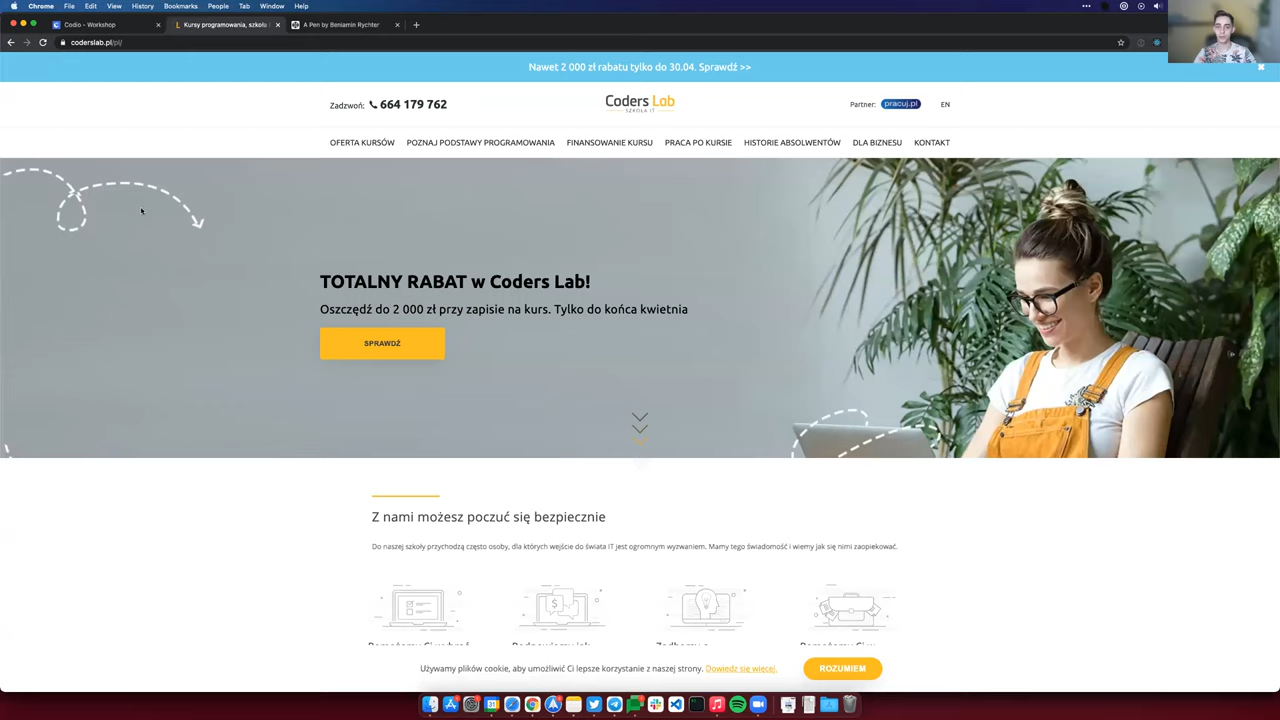 Chrome File Edit View History Bookmarks People Tab Window Help
Codio - Workshop
Kursy programowania, szkoła
A Pen by Beniamin Rychter
coderslab.pl/pl/
Nawet 2 000 zł rabatu tylko do 30.04. Sprawdź >>
Zadzwoń: 664 179 762
Coders Lab
SZKOŁA IT
Partner: pracuj.pl EN
OFERTA KURSÓW POZNAJ PODSTAWY PROGRAMOWANIA FINANSOWANIE KURSU PRACA PO KURSIE HISTORIE ABSOLWENTÓW DLA BIZNESU KONTAKT
TOTALNY RABAT w Coders Lab!
Oszczędź do 2 000 zł przy zapisie na kurs. Tylko do końca kwietnia
SPRAWDŹ
Z nami możesz poczuć się bezpiecznie
Do naszej szkoły przychodzą często osoby, dla których wejście do świata IT jest ogromnym wyzwaniem. Mamy tego świadomość i wiemy jak się nimi zaopiekować.
Używamy plików cookie, aby umożliwić Ci lepsze korzystanie z naszej strony. Dowiedz się więcej.
ROZUMIEM